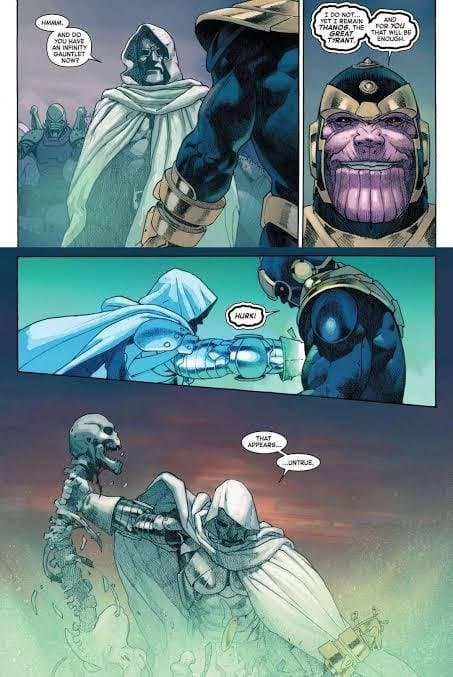 HMMM.
AND DO
YOU HAVE
AN INFINITY
GAUNTLET
NOW?
I DO NOT...
YET I REMAIN
THANOS. THE
GREAT
TYRANT.
AND
FOR YOU
THAT WILL BE
ENOUGH.
HURK!
THAT
APPEARS...
...UNTRUE.